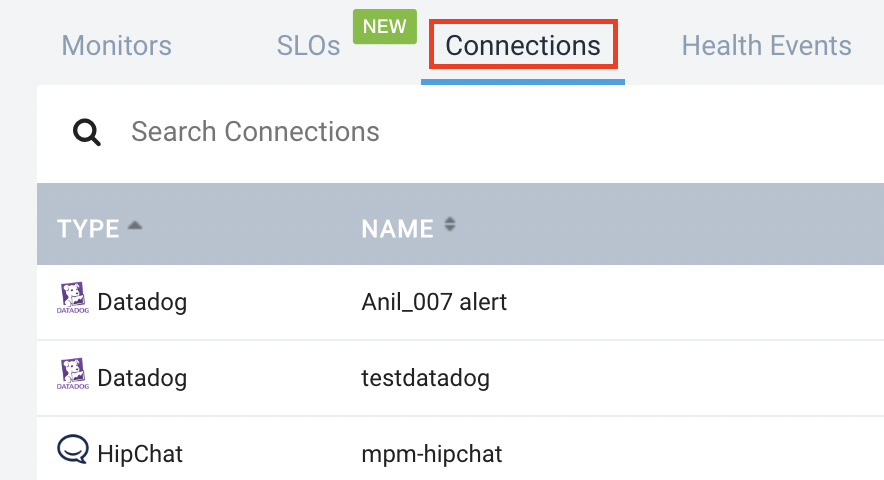 NEW
Monitors SLOs Connections Health Events
Search Connections
TYPE NAME
DATADOG Datadog Anil_007 alert
DATADOG Datadog testdatadog
HipChat mpm-hipchat